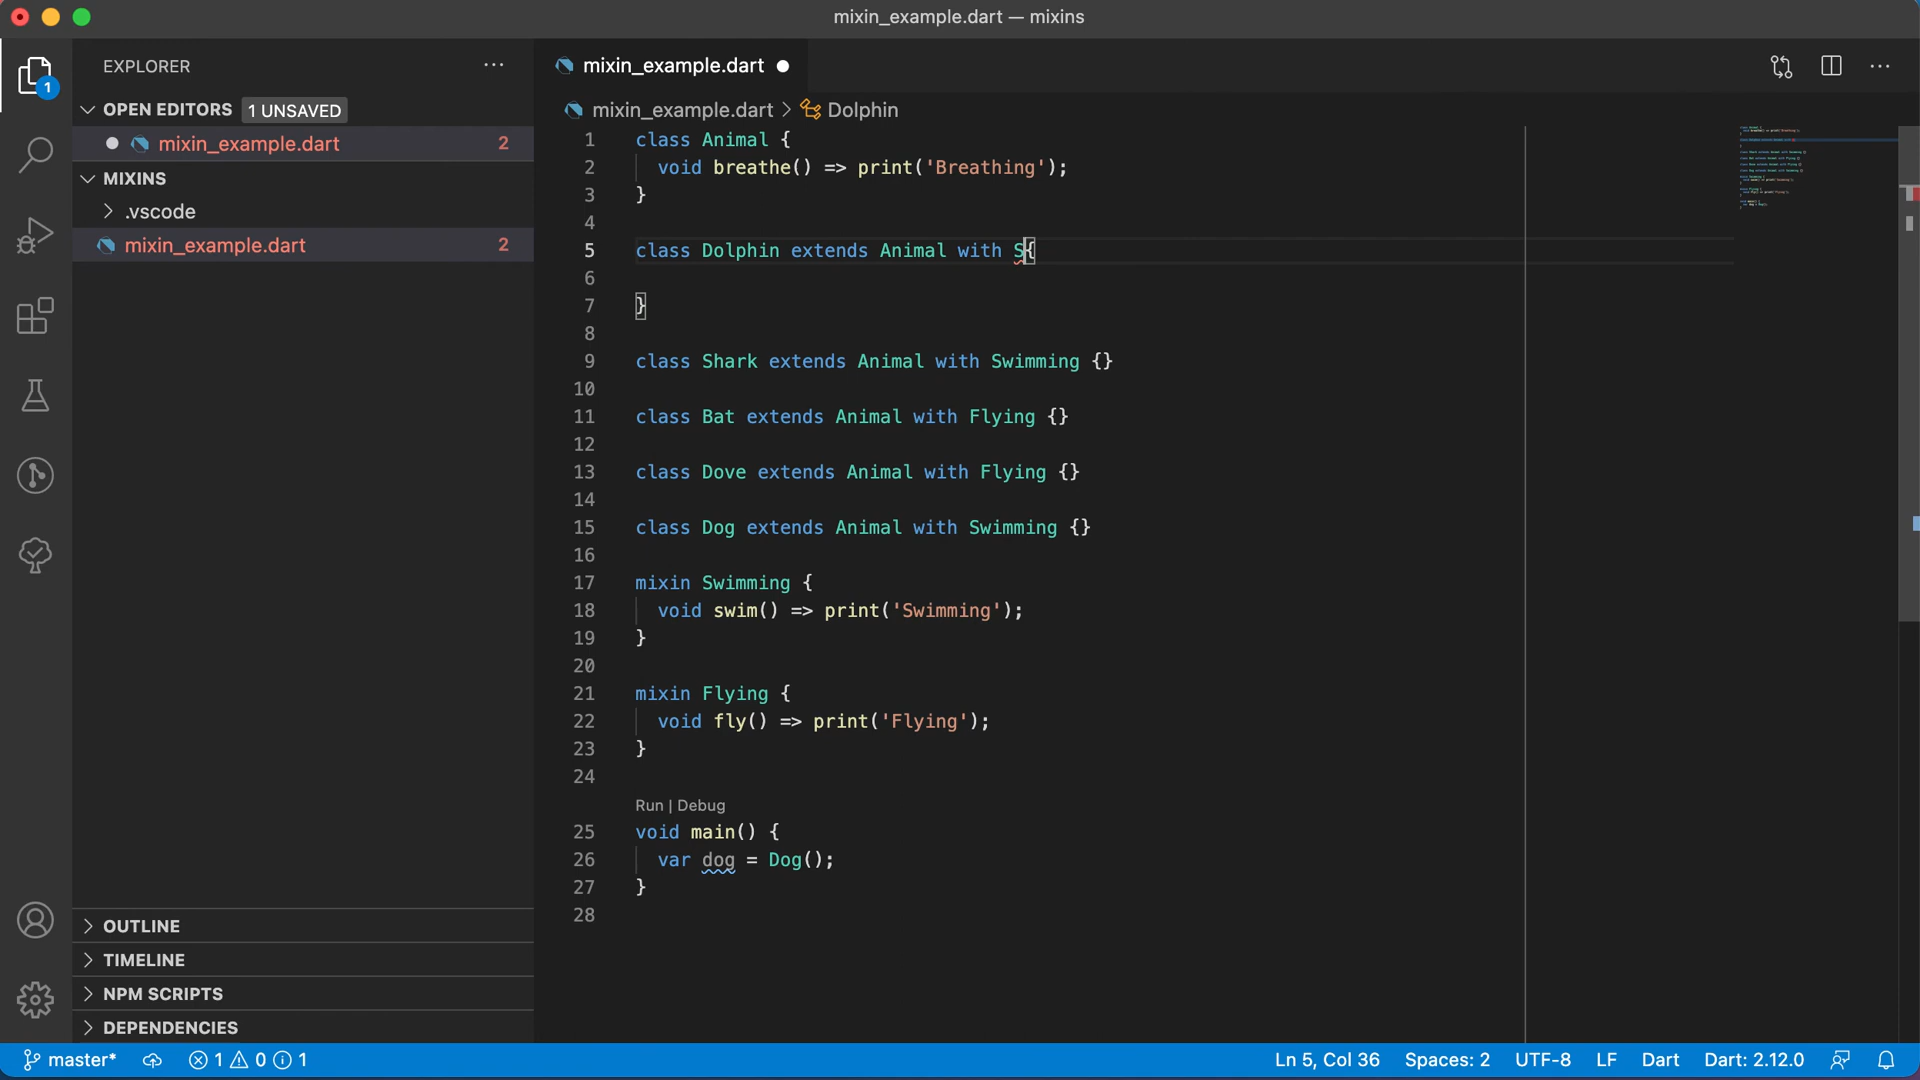 mixin_example.dart — mixins
EXPLORER
1
OPEN EDITORS 1 UNSAVED
mixin_example.dart 2
MIXINS
.vscode
mixin_example.dart 2
OUTLINE
TIMELINE
NPM SCRIPTS
DEPENDENCIES
mixin_example.dart
mixin_example.dart > Dolphin
1 class Animal {
2 void breathe() => print('Breathing');
3 }
4
5 class Dolphin extends Animal with S{
6
7 }
8
9 class Shark extends Animal with Swimming {}
10
11 class Bat extends Animal with Flying {}
12
13 class Dove extends Animal with Flying {}
14
15 class Dog extends Animal with Swimming {}
16
17 mixin Swimming {
18 void swim() => print('Swimming');
19 }
20
21 mixin Flying {
22 void fly() => print('Flying');
23 }
24
Run | Debug
25 void main() {
26 var dog = Dog();
27 }
28
master* 1 0 1 Ln 5, Col 36 Spaces: 2 UTF-8 LF Dart Dart: 2.12.0